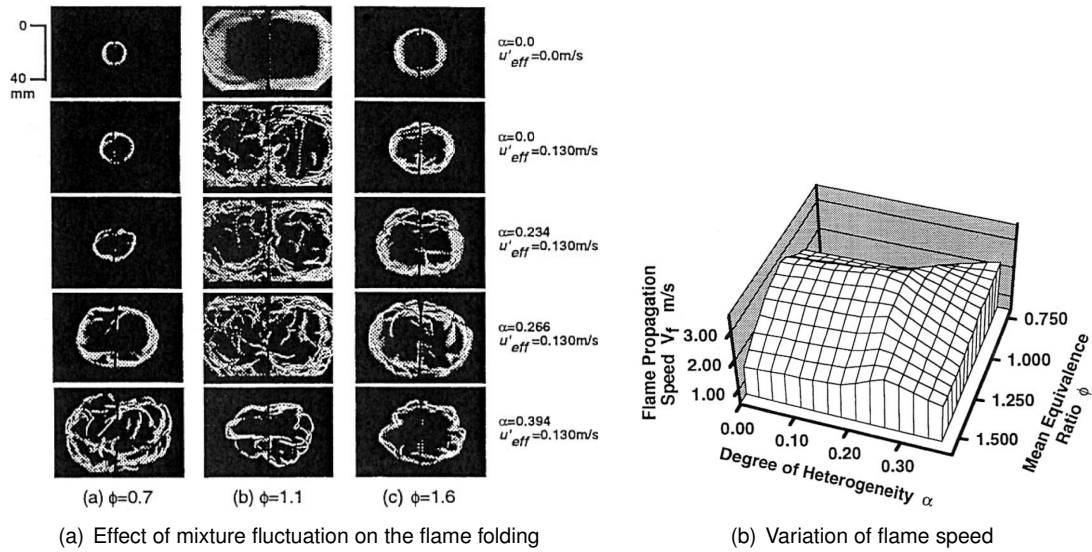 0
40
mm
α=0.0
u'eff=0.0m/s
α=0.0
u'eff=0.130m/s
α=0.234
u'eff=0.130m/s
α=0.266
u'eff=0.130m/s
α=0.394
u'eff=0.130m/s
(a) ϕ=0.7
(b) ϕ=1.1
(c) ϕ=1.6
(a) Effect of mixture fluctuation on the flame folding
Flame Propagation
Speed Vf m/s
3.00
2.00
1.00
0.00
0.10
0.20
0.30
Degree of Heterogeneity α
0.750
1.000
1.250
1.500
Mean Equivalence
Ratio ϕ
(b) Variation of flame speed